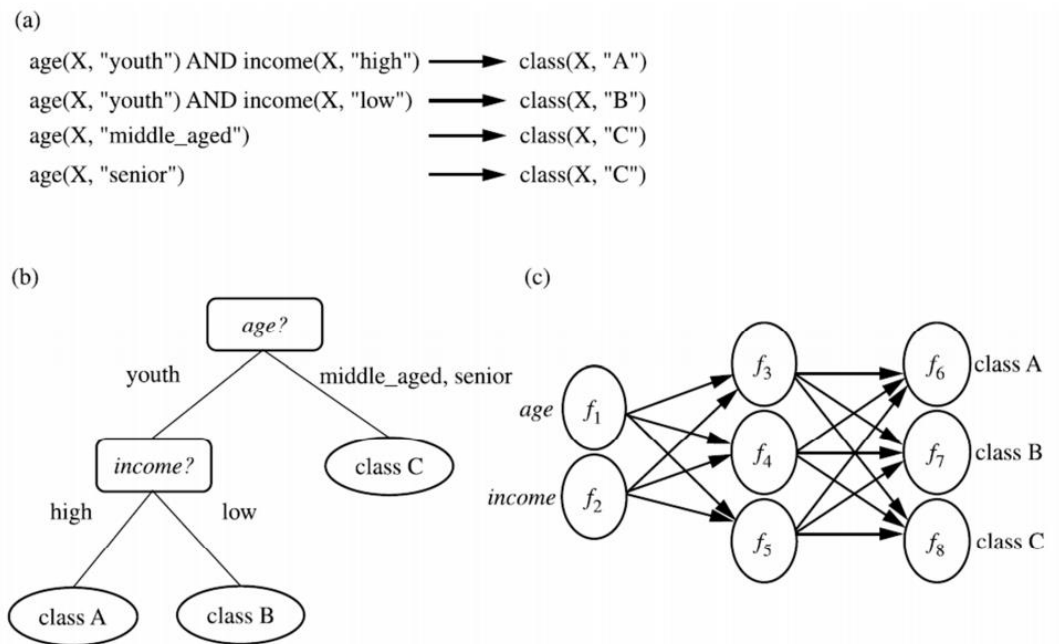 (a)
age(X, "youth") AND income(X, "high") class(X, "A")
age(X, "youth") AND income(X, "low") class(X, "B")
age(X, "middle_aged") class(X, "C")
age(X, "senior") class(X, "C")
(b)
age?
youth
middle_aged, senior
income?
class C
high
low
class A
class B
(c)
age
income
f1
f2
f3
f4
f5
f6
f7
f8
class A
class B
class C